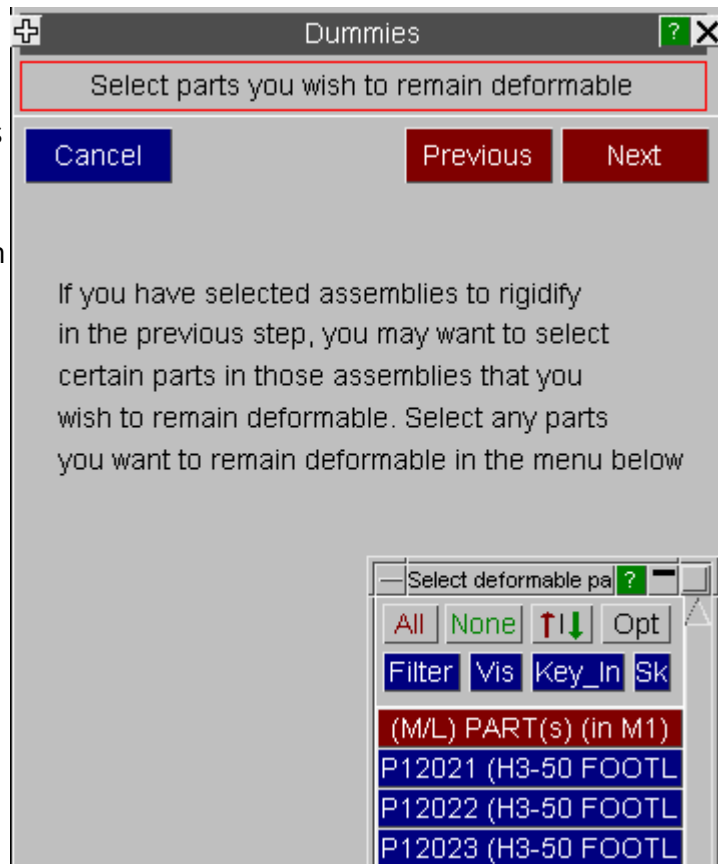 Dummies ?
Select parts you wish to remain deformable
s
Cancel Previous Next
n
If you have selected assemblies to rigidify
in the previous step, you may want to select
certain parts in those assemblies that you
wish to remain deformable. Select any parts
you want to remain deformable in the menu below
Select deformable pa ?
All None Opt
Filter Vis Key_In Sk
(M/L) PART(s) (in M1)
P12021 (H3-50 FOOTL
P12022 (H3-50 FOOTL
P12023 (H3-50 FOOTL